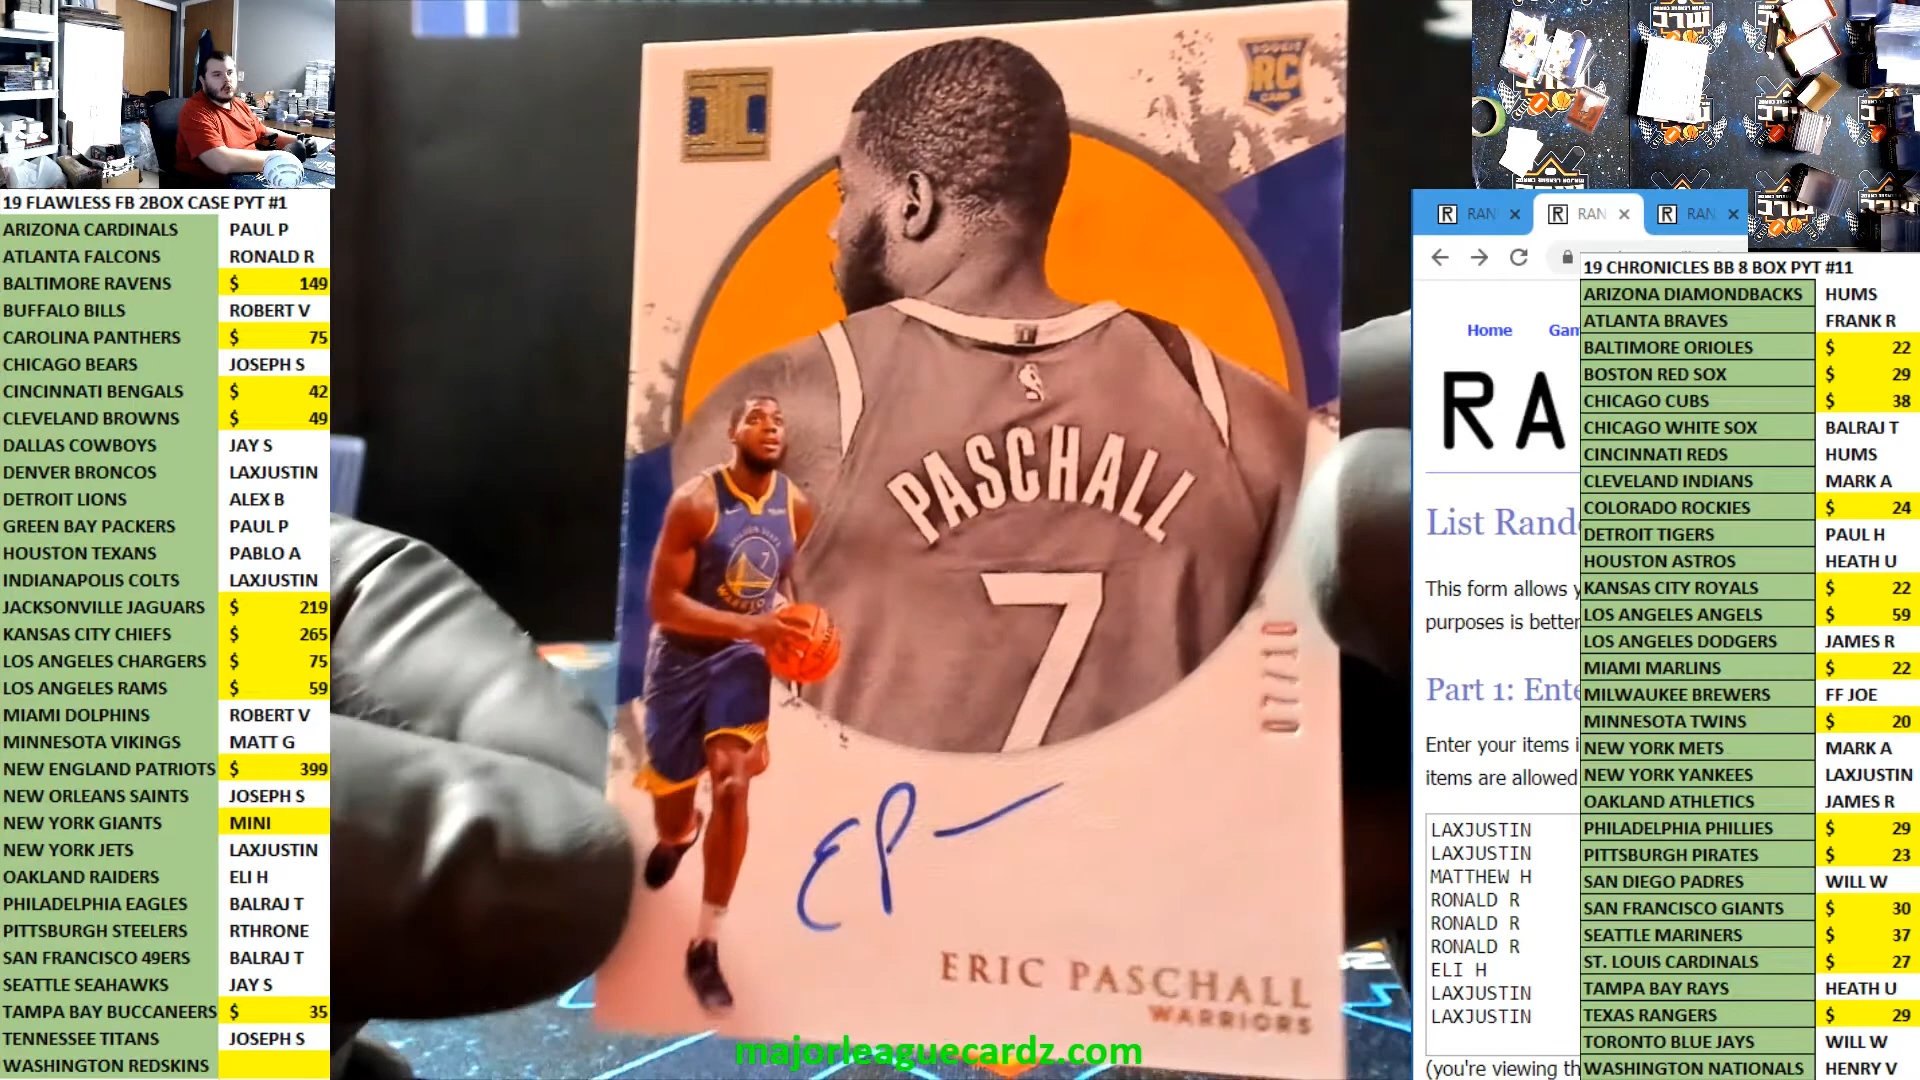 19 FLAWLESS FB 2BOX CASE PYT #1
ARIZONA CARDINALS PAUL P
ATLANTA FALCONS RONALD R
BALTIMORE RAVENS $ 149
BUFFALO BILLS ROBERT V
CAROLINA PANTHERS $ 75
CHICAGO BEARS JOSEPH S
CINCINNATI BENGALS $ 42
CLEVELAND BROWNS $ 49
DALLAS COWBOYS JAY S
DENVER BRONCOS LAXJUSTIN
DETROIT LIONS ALEX B
GREEN BAY PACKERS PAUL P
HOUSTON TEXANS PABLO A
INDIANAPOLIS COLTS LAXJUSTIN
JACKSONVILLE JAGUARS $ 219
KANSAS CITY CHIEFS $ 265
LOS ANGELES CHARGERS $ 75
LOS ANGELES RAMS $ 59
MIAMI DOLPHINS ROBERT V
MINNESOTA VIKINGS MATT G
NEW ENGLAND PATRIOTS $ 399
NEW ORLEANS SAINTS JOSEPH S
NEW YORK GIANTS MINI
NEW YORK JETS LAXJUSTIN
OAKLAND RAIDERS ELI H
PHILADELPHIA EAGLES BALRAJ T
PITTSBURGH STEELERS RTHRONE
SAN FRANCISCO 49ERS BALRAJ T
SEATTLE SEAHAWKS JAY S
TAMPA BAY BUCCANEERS $ 35
TENNESSEE TITANS JOSEPH S
WASHINGTON REDSKINS
RC
PASCHALL
7
7
WARRIORS
07/10
EP
ERIC PASCHALL
WARRIORS
majorleaguecardz.com
RAN
RAN
RAN
Home Gam
RA
List Rand
This form allows y
purposes is better
Part 1: Ente
Enter your items i
items are allowed
LAXJUSTIN
LAXJUSTIN
MATTHEW H
RONALD R
RONALD R
RONALD R
ELI H
LAXJUSTIN
LAXJUSTIN
(you're viewing th
19 CHRONICLES BB 8 BOX PYT #11
ARIZONA DIAMONDBACKS HUMS
ATLANTA BRAVES FRANK R
BALTIMORE ORIOLES $ 22
BOSTON RED SOX $ 29
CHICAGO CUBS $ 38
CHICAGO WHITE SOX BALRAJ T
CINCINNATI REDS HUMS
CLEVELAND INDIANS MARK A
COLORADO ROCKIES $ 24
DETROIT TIGERS PAUL H
HOUSTON ASTROS HEATH U
KANSAS CITY ROYALS $ 22
LOS ANGELES ANGELS $ 59
LOS ANGELES DODGERS JAMES R
MIAMI MARLINS $ 22
MILWAUKEE BREWERS FF JOE
MINNESOTA TWINS $ 20
NEW YORK METS MARK A
NEW YORK YANKEES LAXJUSTIN
OAKLAND ATHLETICS JAMES R
PHILADELPHIA PHILLIES $ 29
PITTSBURGH PIRATES $ 23
SAN DIEGO PADRES WILL W
SAN FRANCISCO GIANTS $ 30
SEATTLE MARINERS $ 37
ST. LOUIS CARDINALS $ 27
TAMPA BAY RAYS HEATH U
TEXAS RANGERS $ 29
TORONTO BLUE JAYS WILL W
WASHINGTON NATIONALS HENRY V